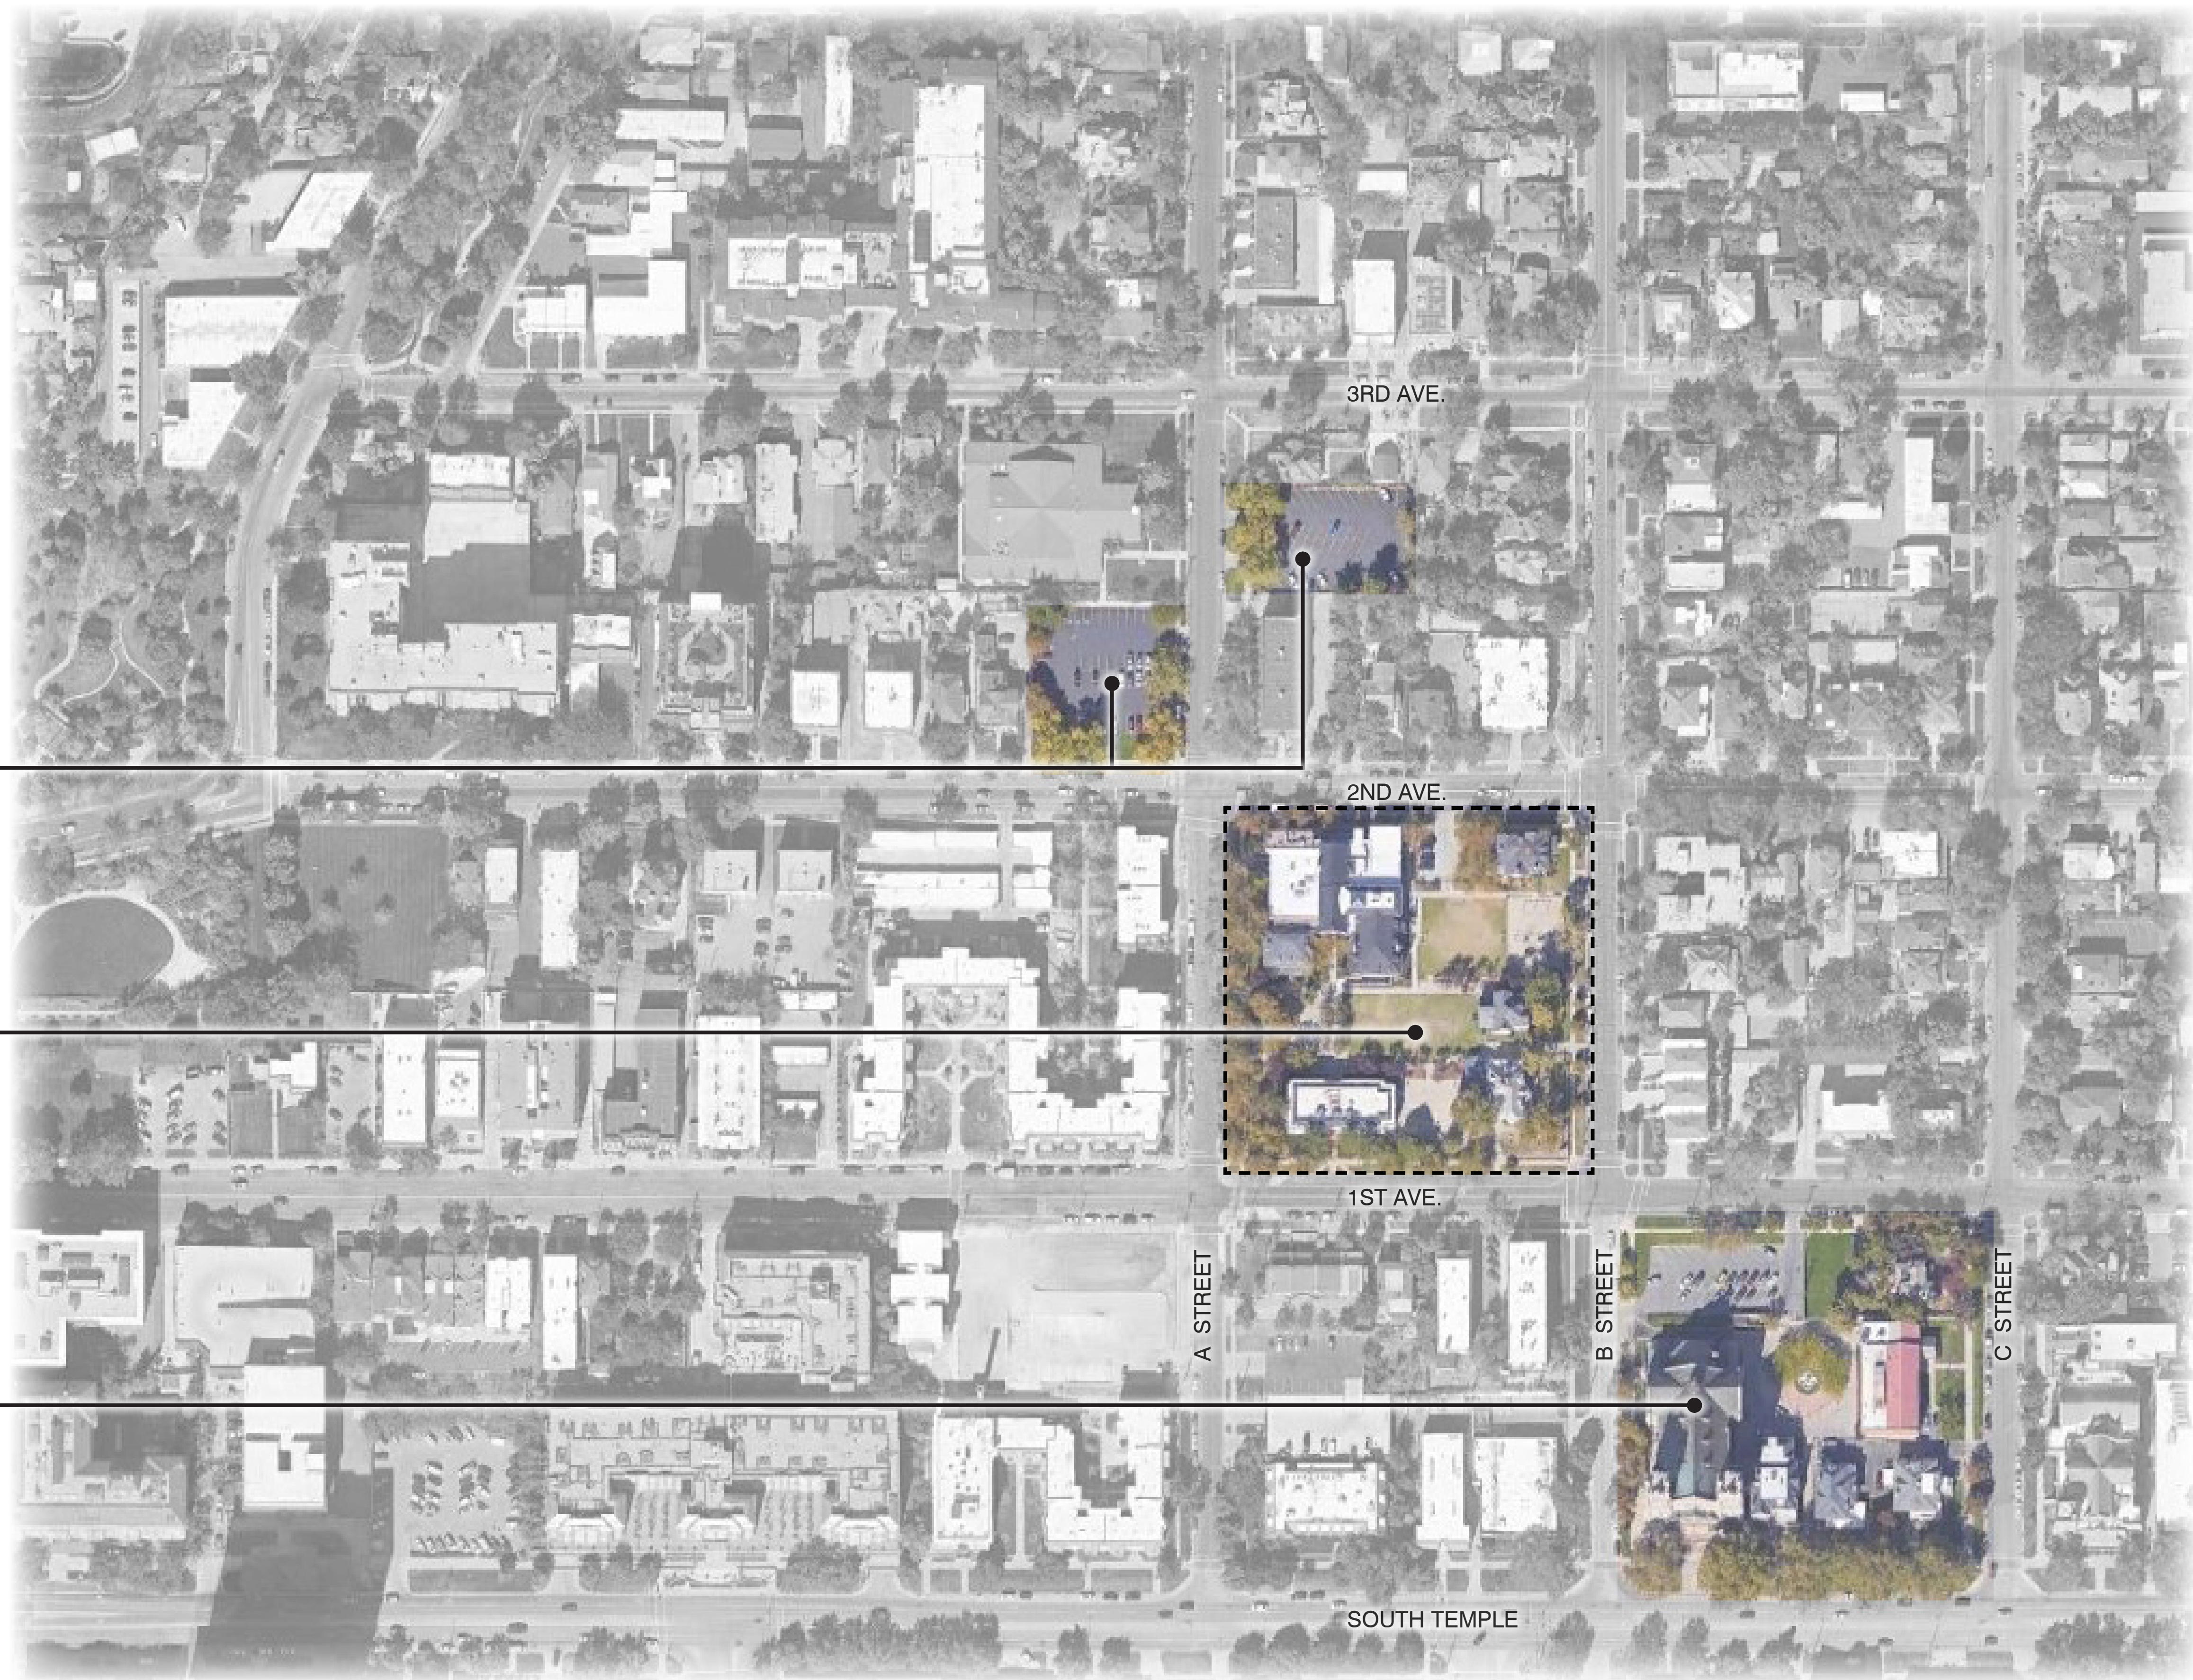 3RD AVE.
2ND AVE.
1ST AVE.
A STREET
B STREET
C STREET
SOUTH TEMPLE